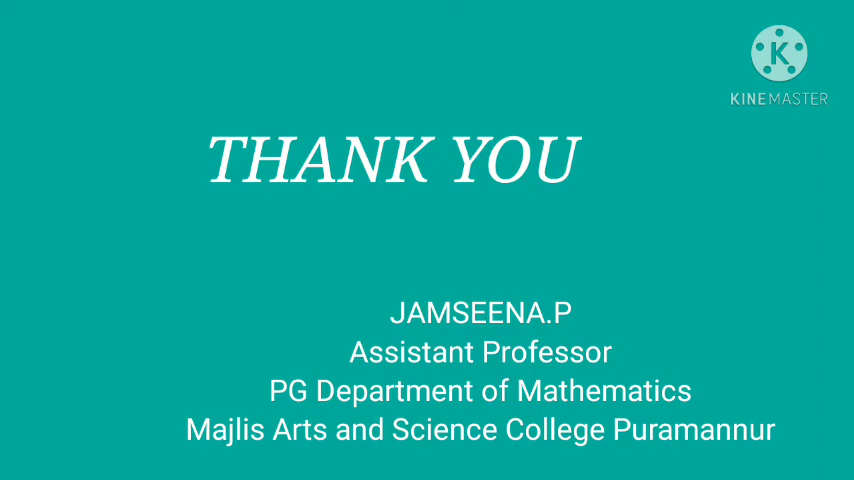 KINEMASTER
THANK YOU
JAMSEENA.P
Assistant Professor
PG Department of Mathematics
Majlis Arts and Science College Puramannur